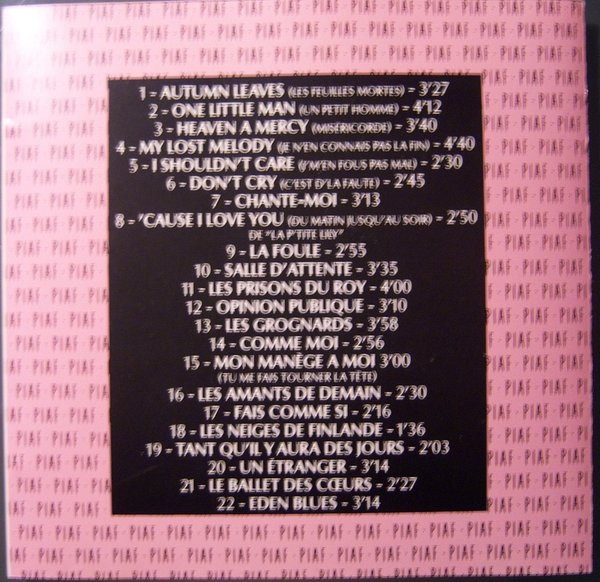 1 - AUTUMN LEAVES (LES FEUILLES MORTES) - 3'27
2 - ONE LITTLE MAN (UN PETIT HOMME) - 4'12
3 - HEAVEN A MERCY (MISÉRICORDE) - 3'40
4 - MY LOST MELODY (JE N'EN CONNAIS PAS LA FIN) - 4'40
5 - I SHOULDN'T CARE (J'M'EN FOUS PAS MAL) - 2'30
6 - DON'T CRY (C'EST D'LA FAUTE) - 2'45
7 - CHANTE-MOI - 3'13
8 - 'CAUSE I LOVE YOU (DU MATIN JUSQU'AU SOIR) - 2'50
DE "LA P'TITE LILY"
9 - LA FOULE - 2'55
10 - SALLE D'ATTENTE - 3'35
11 - LES PRISONS DU ROY - 4'00
12 - OPINION PUBLIQUE - 3'10
13 - LES GROGNARDS - 3'58
14 - COMME MOI - 2'56
15 - MON MANÈGE A MOI 3'00
(TU ME FAIS TOURNER LA TÊTE)
16 - LES AMANTS DE DEMAIN - 2'30
17 - FAIS COMME SI - 2'16
18 - LES NEIGES DE FINLANDE - 1'36
19 - TANT QU'IL Y AURA DES JOURS - 2'03
20 - UN ÉTRANGER - 3'14
21 - LE BALLET DES CŒURS - 2'27
22 - EDEN BLUES - 3'14
PIAF - PIAF - PIAF - PIAF - PIAF - PIAF